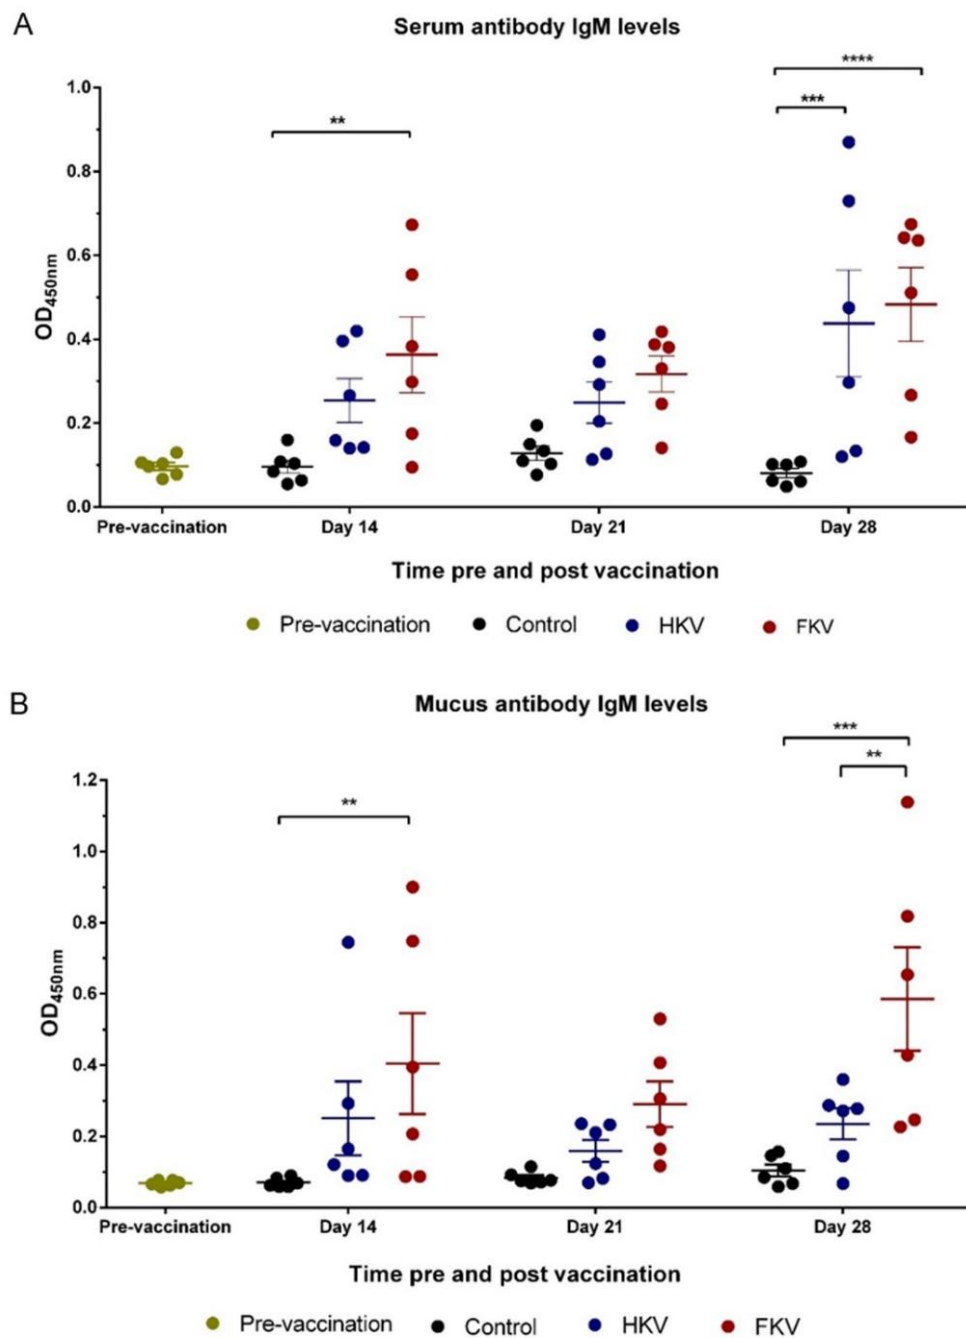 A
Serum antibody IgM levels
****
***
**
1.0
0.8
0.6
0.4
0.2
0.0
OD450nm
Pre-vaccination Day 14 Day 21 Day 28
Time pre and post vaccination
Pre-vaccination Control HKV FKV
B
Mucus antibody IgM levels
***
**
**
1.2
1.0
0.8
0.6
0.4
0.2
0.0
OD450nm
Pre-vaccination Day 14 Day 21 Day 28
Time pre and post vaccination
Pre-vaccination Control HKV FKV